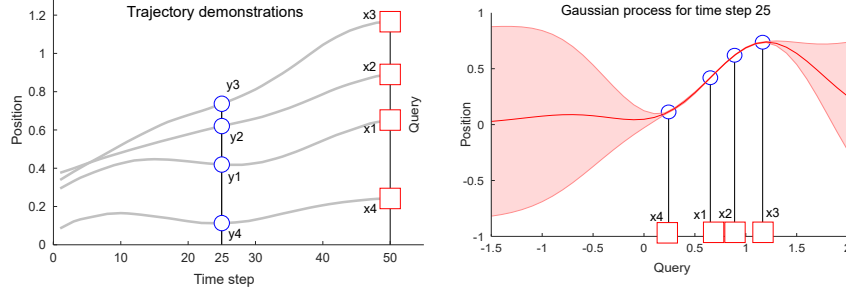 Trajectory demonstrations
1.2
1
0.8
0.6
0.4
0.2
0
Position
x3
x2
x1
x4
y3
y2
y1
y4
Query
0
10
20
25
30
40
50
Time step
Gaussian process for time step 25
1
0.5
0
-0.5
-1
Position
x4
x1
x2
x3
-1.5
-1
-0.5
0
0.5
1
1.5
2
Query